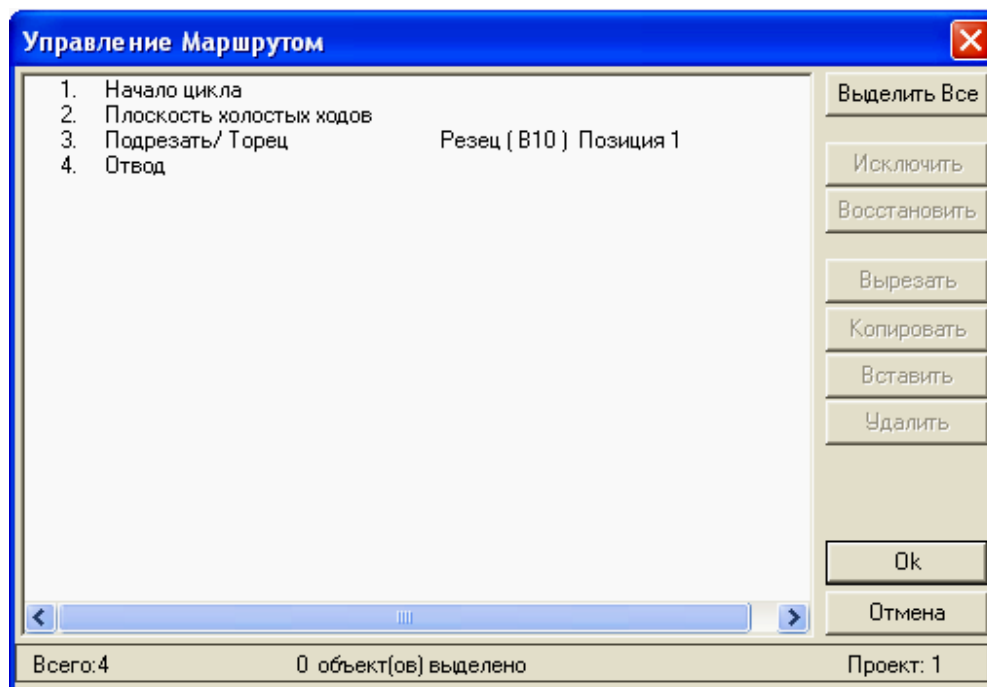 Управление Маршрутом
1. Начало цикла
2. Плоскость холостых ходов
3. Подрезать/ Торец Резец ( В10 ) Позиция 1
4. Отвод
Выделить Все
Исключить
Восстановить
Вырезать
Копировать
Вставить
Удалить
Ok
Отмена
Всего:4 0 объект(ов) выделено Проект: 1